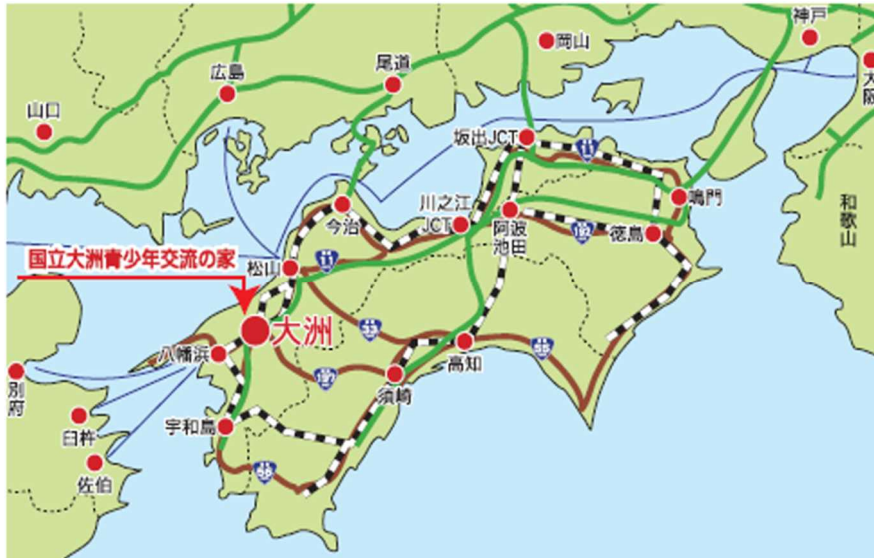 神戸
岡山
尾道
広島
大阪
山口
坂出JCT
11
鳴門
川之江
JCT
阿波
池田
192
徳島
和歌山
今治
国立大洲青少年交流の家
松山
11
大洲
33
55
八幡浜
高知
197
須崎
別府
臼杵
宇和島
佐伯
56